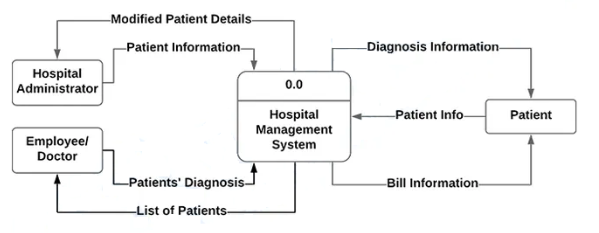 Modified Patient Details
Patient Information
Diagnosis Information
Hospital
Administrator
0.0
Hospital
Management
System
Patient Info
Patient
Employee/
Doctor
Patients' Diagnosis
Bill Information
List of Patients